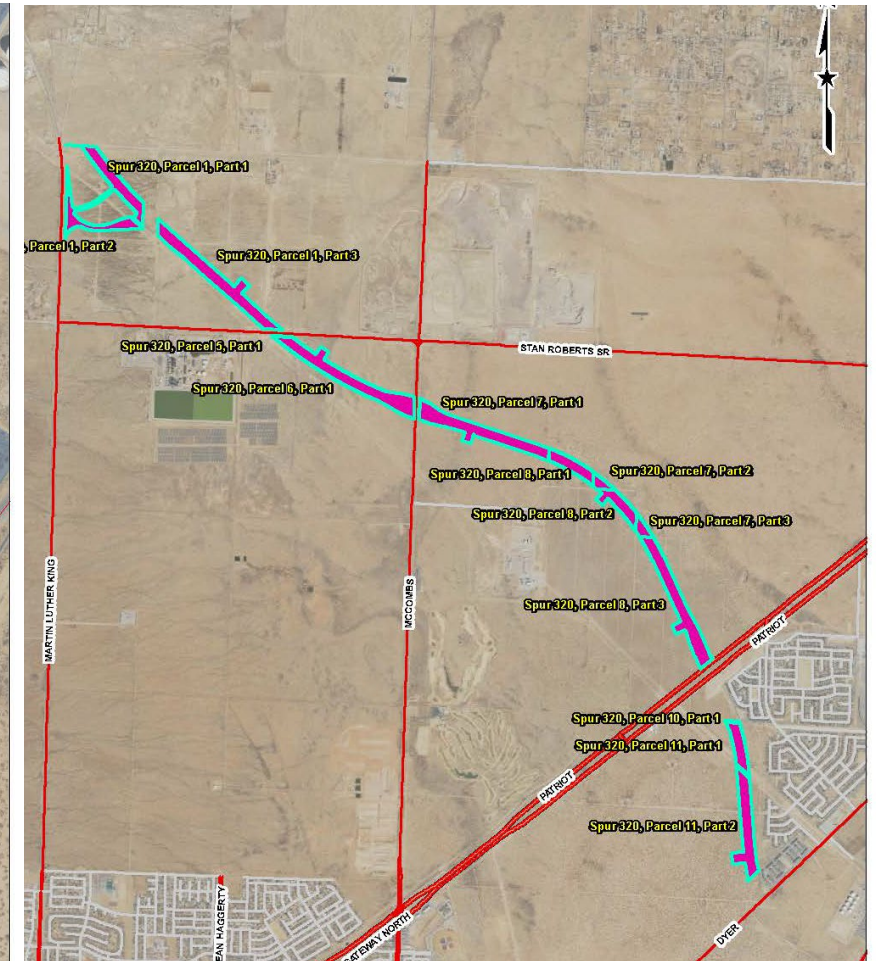 Spur 320, Parcel 1, Part 1
, Parcel 1, Part 2
Spur 320, Parcel 1, Part 3
Spur 320, Parcel 5, Part 1
STAN ROBERTS SR
Spur 320, Parcel 6, Part 1
Spur 320, Parcel 7, Part 1
Spur 320, Parcel 8, Part 1
Spur 320, Parcel 7, Part 2
Spur 320, Parcel 8, Part 2
Spur 320, Parcel 7, Part 3
MARTIN LUTHER KING
MCCOMBS
Spur 320, Parcel 8, Part 3
PATRIOT
Spur 320, Parcel 10, Part 1
Spur 320, Parcel 11, Part 1
PATRIOT
Spur 320, Parcel 11, Part 2
EAN HAGGERTY
GATEWAY NORTH
DYER